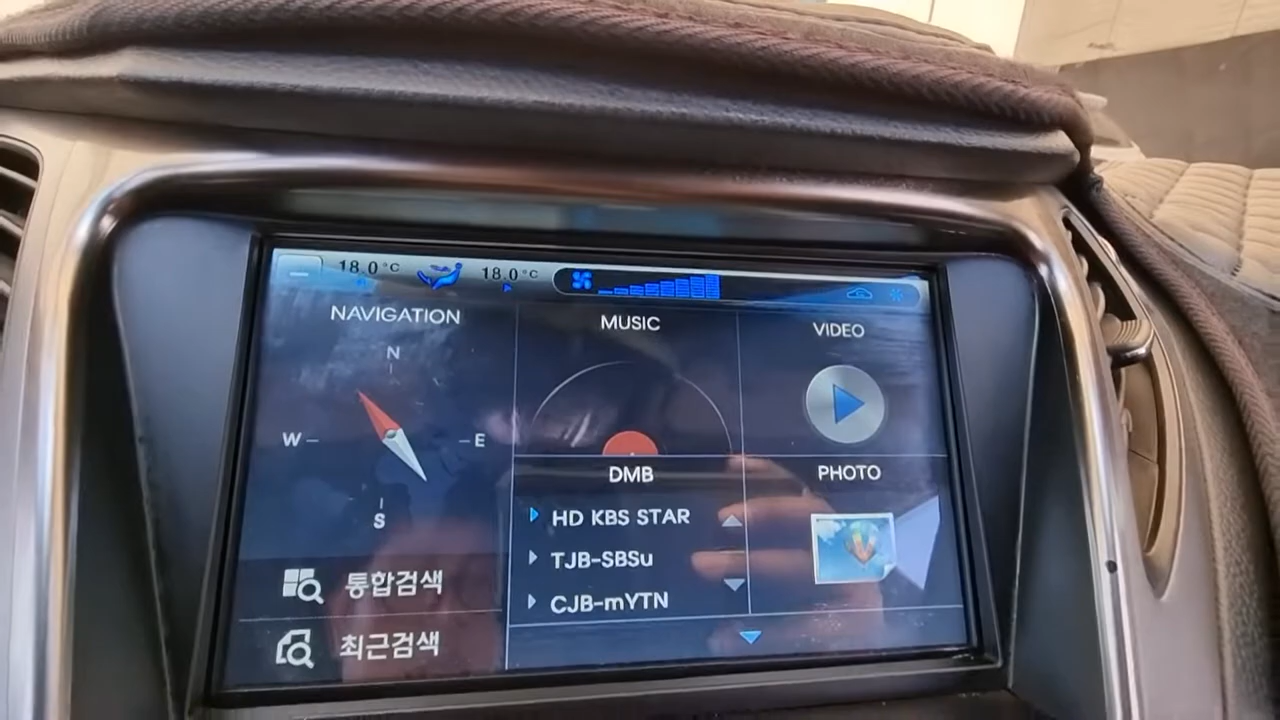 18.0°C
18.0°C
NAVIGATION
MUSIC
VIDEO
N
W
E
S
DMB
PHOTO
HD KBS STAR
TJB-SBSu
CJB-mYTN
통합검색
최근검색